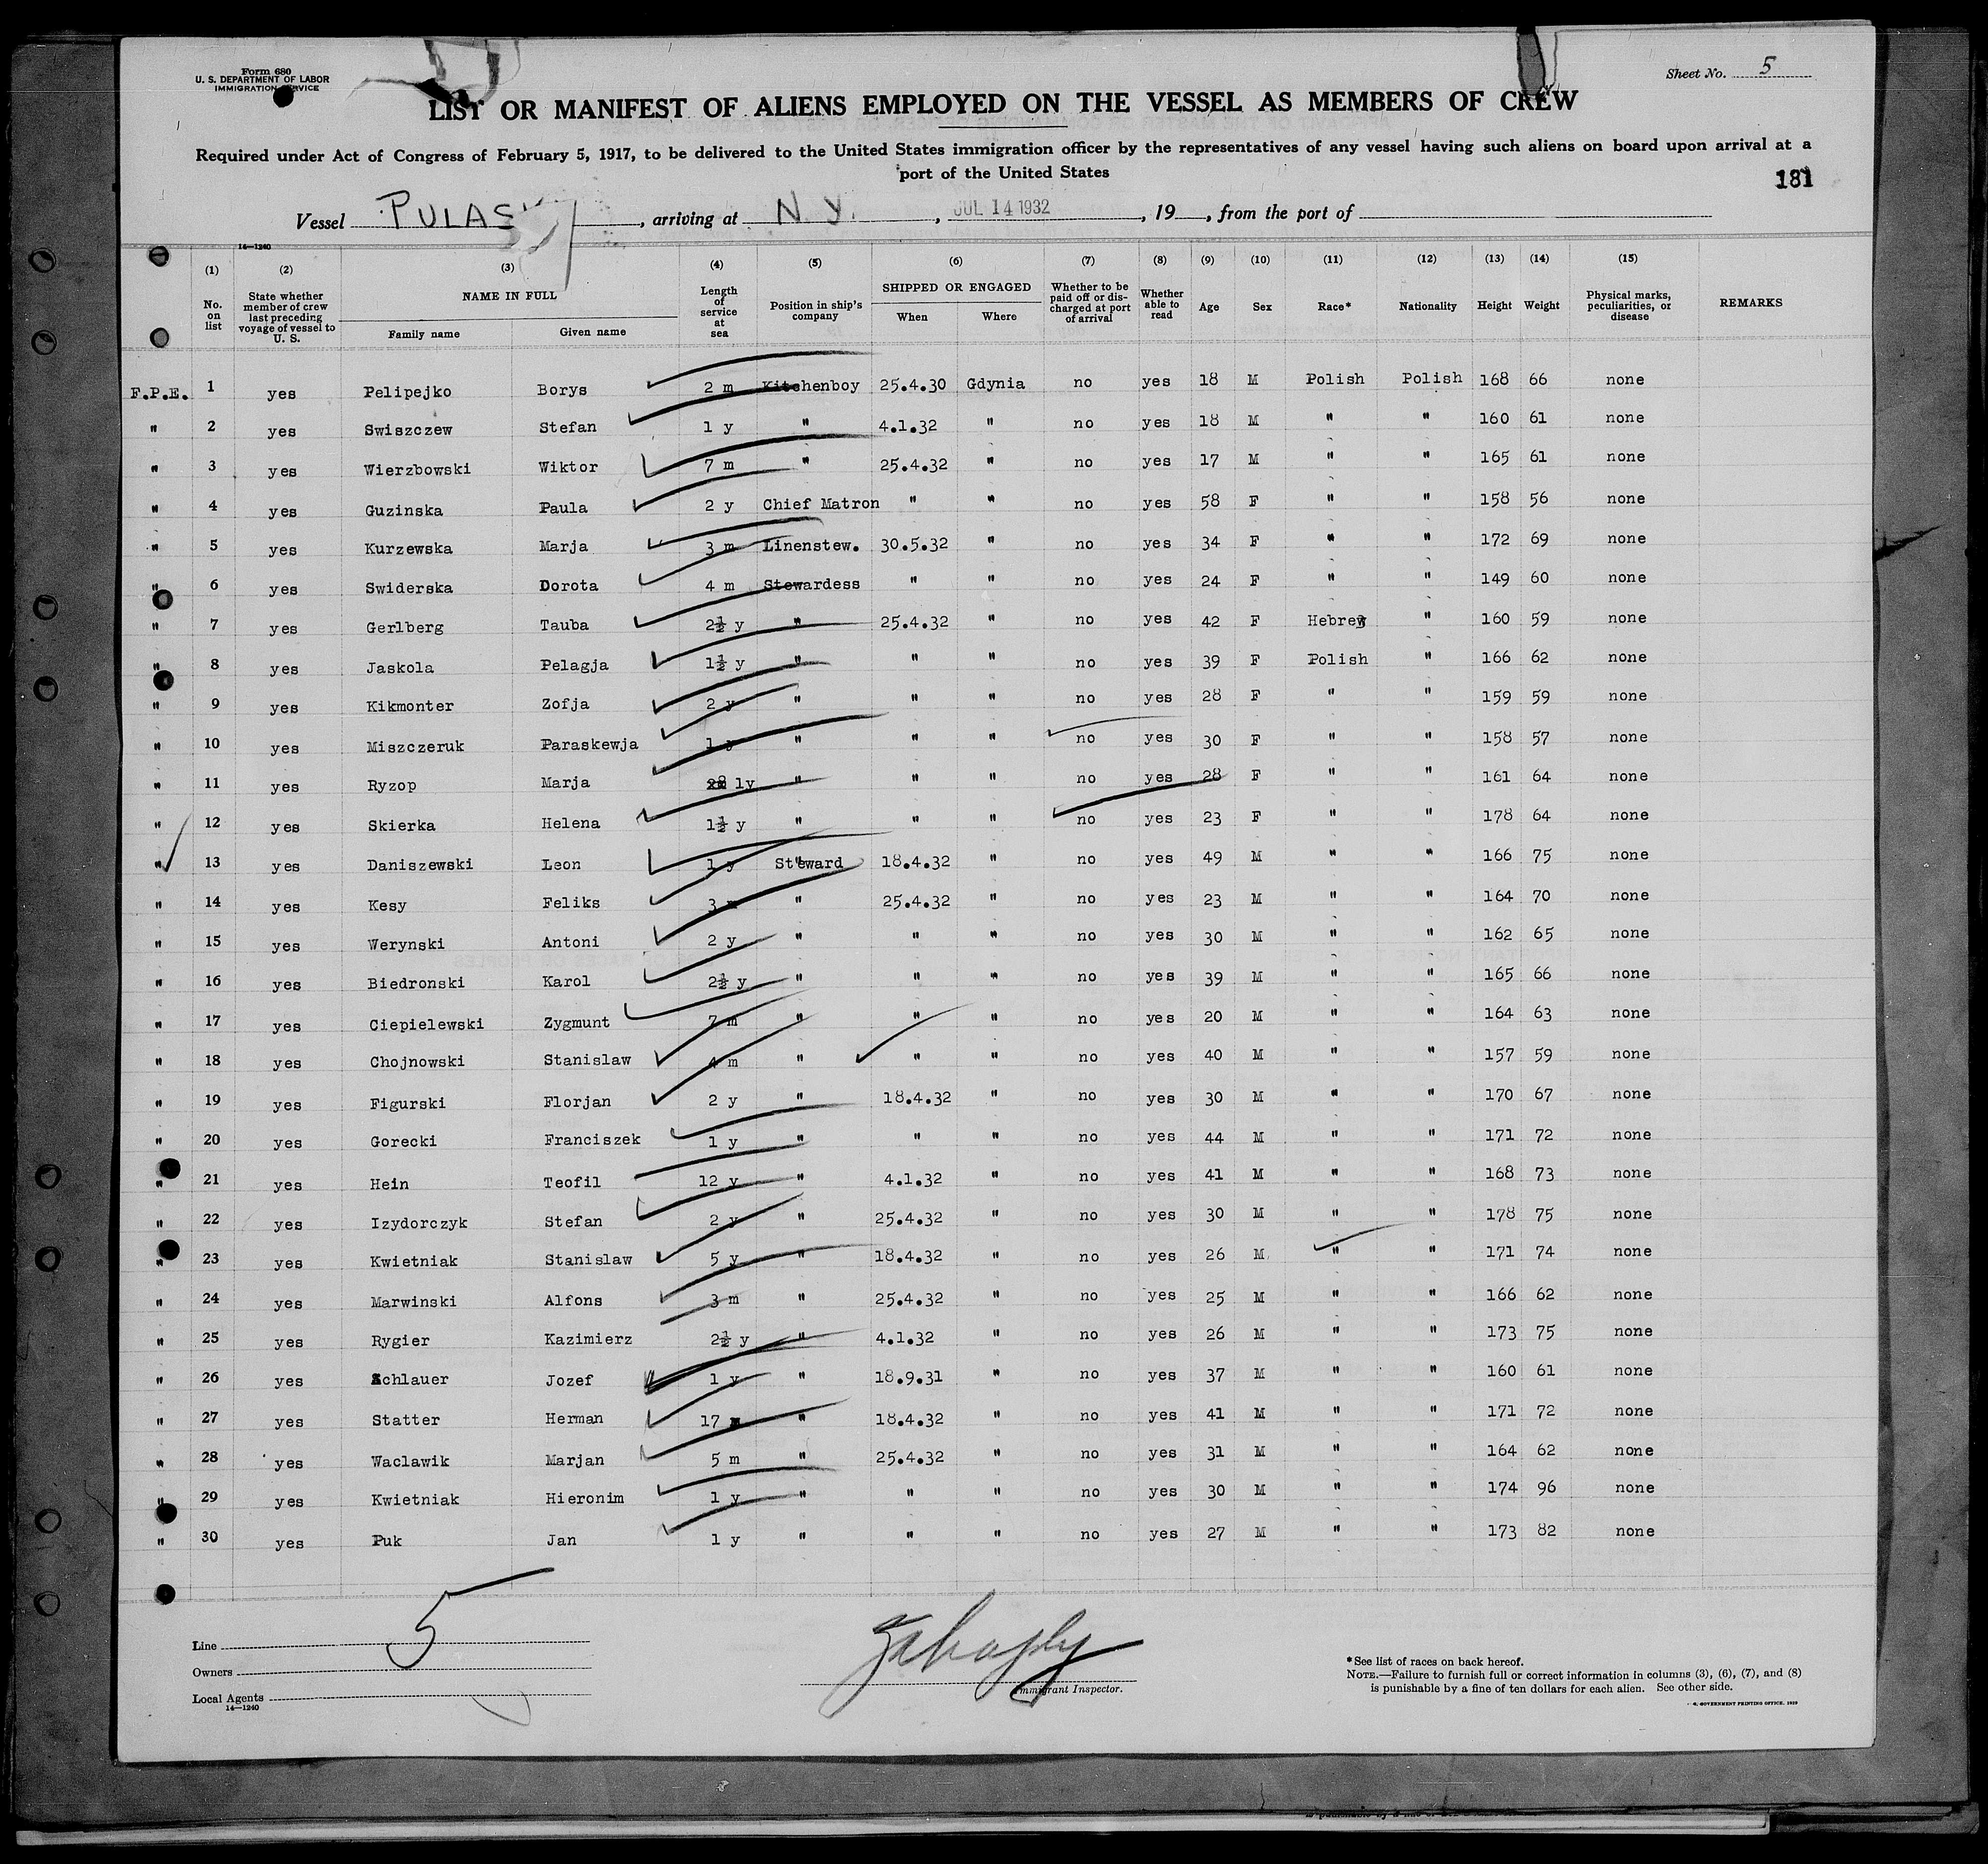 Form 680
U. S. DEPARTMENT OF LABOR
IMMIGRATION SERVICE
Sheet No. 5
LIST OR MANIFEST OF ALIENS EMPLOYED ON THE VESSEL AS MEMBERS OF CREW
Required under Act of Congress of February 5, 1917, to be delivered to the United States immigration officer by the representatives of any vessel having such aliens on board upon arrival at a
port of the United States
181
Vessel PULASKI, arriving at N.Y., JUL 14 1932, 19, from the port of
14—1240
(1) (2) (3) (4) (5) (6) (7) (8) (9) (10) (11) (12) (13) (14) (15)
No. on list State whether member of crew last preceding voyage of vessel to U. S. NAME IN FULL Family name Given name Length of service at sea Position in ship's company SHIPPED OR ENGAGED When Where Whether to be paid off or discharged at port of arrival Whether able to read Age Sex Race* Nationality Height Weight Physical marks, peculiarities, or disease REMARKS
F.P.E. 1 yes Pelipejko Borys 2 m Kitchenboy 25.4.30 Gdynia no yes 18 M Polish Polish 168 66 none
" 2 yes Swiszczew Stefan 1 y " 4.1.32 " no yes 18 M " " 160 61 none
" 3 yes Wierzbowski Wiktor 7 m " 25.4.32 " no yes 17 M " " 165 61 none
" 4 yes Guzinska Paula 2 y Chief Matron " " no yes 58 F " " 158 56 none
" 5 yes Kurzewska Marja 3 m Linenstew. 30.5.32 " no yes 34 F " " 172 69 none
" 6 yes Swiderska Dorota 4 m Stewardess " " no yes 24 F " " 149 60 none
" 7 yes Gerlberg Tauba 2½ y " 25.4.32 " no yes 42 F Hebrew " 160 59 none
" 8 yes Jaskola Pelagja 1½ y " " " no yes 39 F Polish " 166 62 none
" 9 yes Kikmonter Zofja 2 y " " " no yes 28 F " " 159 59 none
" 10 yes Miszczeruk Paraskewja 1 y " " " no yes 30 F " " 158 57 none
" 11 yes Ryzop Marja 1y " " " no yes 28 F " " 161 64 none
" 12 yes Skierka Helena 1½ y " " " no yes 23 F " " 178 64 none
" 13 yes Daniszewski Leon 1 y Steward 18.4.32 " no yes 49 M " " 166 75 none
" 14 yes Kesy Feliks 3 m " 25.4.32 " no yes 23 M " " 164 70 none
" 15 yes Werynski Antoni 2 y " " " no yes 30 M " " 162 65 none
" 16 yes Biedronski Karol 2½ y " " " no yes 39 M " " 165 66 none
" 17 yes Ciepielewski Zygmunt 7 m " " " no yes 20 M " " 164 63 none
" 18 yes Chojnowski Stanislaw 4 m " " " no yes 40 M " " 157 59 none
" 19 yes Figurski Florjan 2 y " 18.4.32 " no yes 30 M " " 170 67 none
" 20 yes Gorecki Franciszek 1 y " " " no yes 44 M " " 171 72 none
" 21 yes Hein Teofil 12 y " 4.1.32 " no yes 41 M " " 168 73 none
" 22 yes Izydorczyk Stefan 2 y " 25.4.32 " no yes 30 M " " 178 75 none
" 23 yes Kwietniak Stanislaw 5 y " 18.4.32 " no yes 26 M " " 171 74 none
" 24 yes Marwinski Alfons 3 m " 25.4.32 " no yes 25 M " " 166 62 none
" 25 yes Rygier Kazimierz 2½ y " 4.1.32 " no yes 26 M " " 173 75 none
" 26 yes Schlauer Jozef 1 y " 18.9.31 " no yes 37 M " " 160 61 none
" 27 yes Statter Herman 17 " 18.4.32 " no yes 41 M " " 171 72 none
" 28 yes Waclawik Marjan 5 m " 25.4.32 " no yes 31 M " " 164 62 none
" 29 yes Kwietniak Hieronim 1 y " " " no yes 30 M " " 174 96 none
" 30 yes Puk Jan 1 y " " " no yes 27 M " " 173 82 none
5
Line
Owners
Local Agents
14—1240
Immigrant Inspector.
*See list of races on back hereof.
NOTE.—Failure to furnish full or correct information in columns (3), (6), (7), and (8)
is punishable by a fine of ten dollars for each alien. See other side.
GOVERNMENT PRINTING OFFICE. 1929